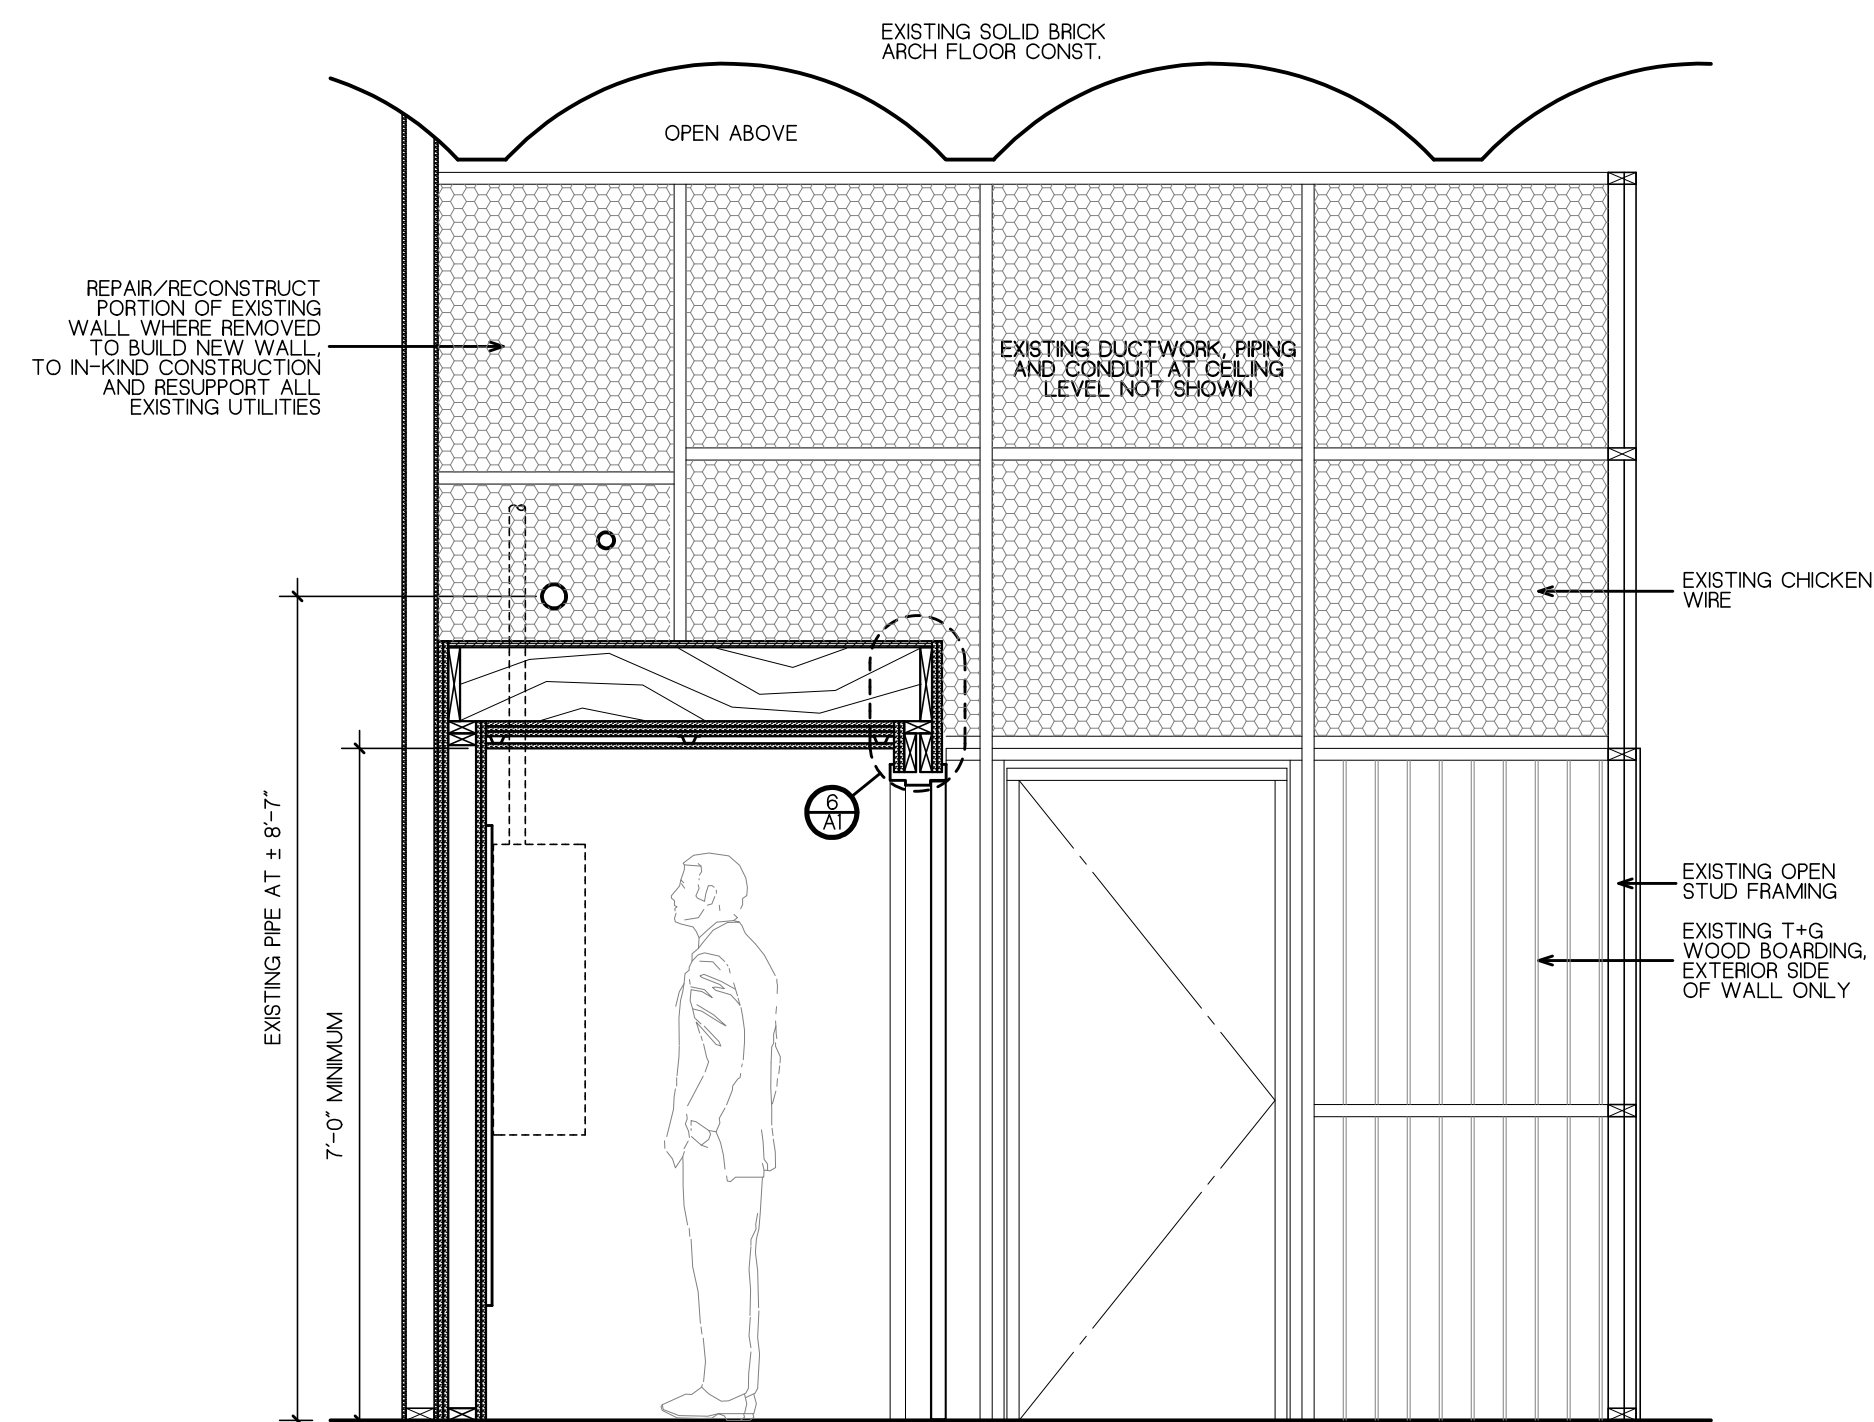 EXISTING SOLID BRICK
ARCH FLOOR CONST.
OPEN ABOVE
REPAIR/RECONSTRUCT
PORTION OF EXISTING
WALL WHERE REMOVED
TO BUILD NEW WALL,
TO IN-KIND CONSTRUCTION
AND RESUPPORT ALL
EXISTING UTILITIES
EXISTING DUCTWORK, PIPING
AND CONDUIT AT CEILING
LEVEL NOT SHOWN
EXISTING CHICKEN
WIRE
6
A1
EXISTING PIPE AT ± 8'-7"
7'-0" MINIMUM
EXISTING OPEN
STUD FRAMING
EXISTING T+G
WOOD BOARDING,
EXTERIOR SIDE
OF WALL ONLY